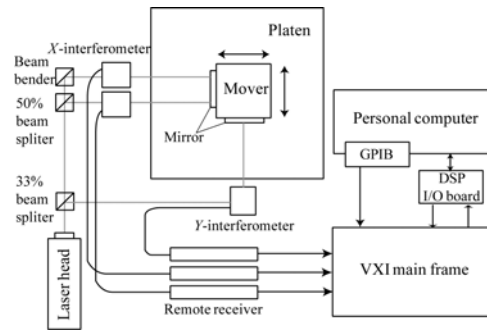 X-interferometer
Platen
Beam
bender
Mover
50%
beam
spliter
Mirror
Personal computer
GPIB
DSP
I/O board
33%
beam
spliter
Y-interferometer
Laser head
VXI main frame
Remote receiver